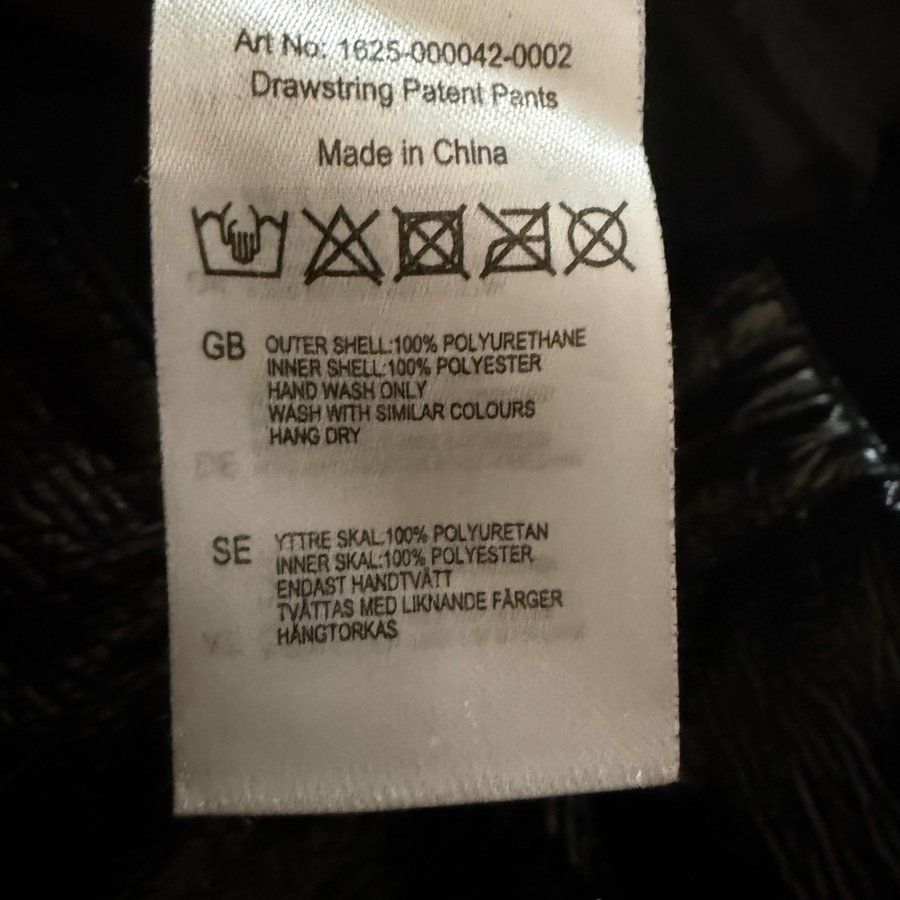 Art No: 1625-000042-0002
Drawstring Patent Pants
Made in China
GB
OUTER SHELL:100% POLYURETHANE
INNER SHELL:100% POLYESTER
HAND WASH ONLY
WASH WITH SIMILAR COLOURS
HANG DRY
SE
YTTRE SKAL:100% POLYURETAN
INNER SKAL:100% POLYESTER
ENDAST HANDTVÄTT
TVÄTTAS MED LIKNANDE FÄRGER
HÄNGTORKAS